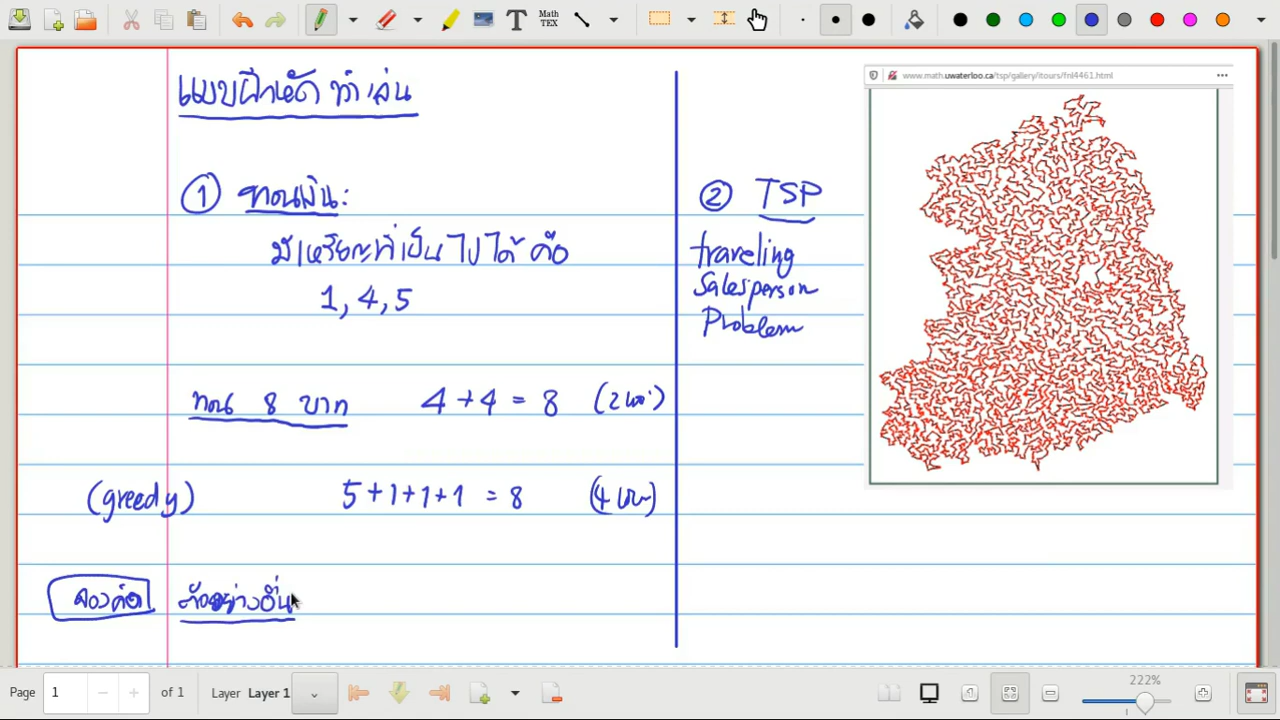 Math
TEX
แบบฝึกหัด ทำเล่น
① ทอนเงิน:
มีเหรียญที่เป็นไปได้ คือ
1, 4, 5
ทอน 8 บาท 4 + 4 = 8 (2 เหรียญ)
(greedy) 5 + 1 + 1 + 1 = 8 (4 เหรียญ)
ลองคิด ตัวอย่างอื่น
② TSP
traveling
Salesperson
Problem
www.math.uwaterloo.ca/tsp/gallery/itours/fnl4461.html
Page 1 of 1 Layer Layer 1 222%